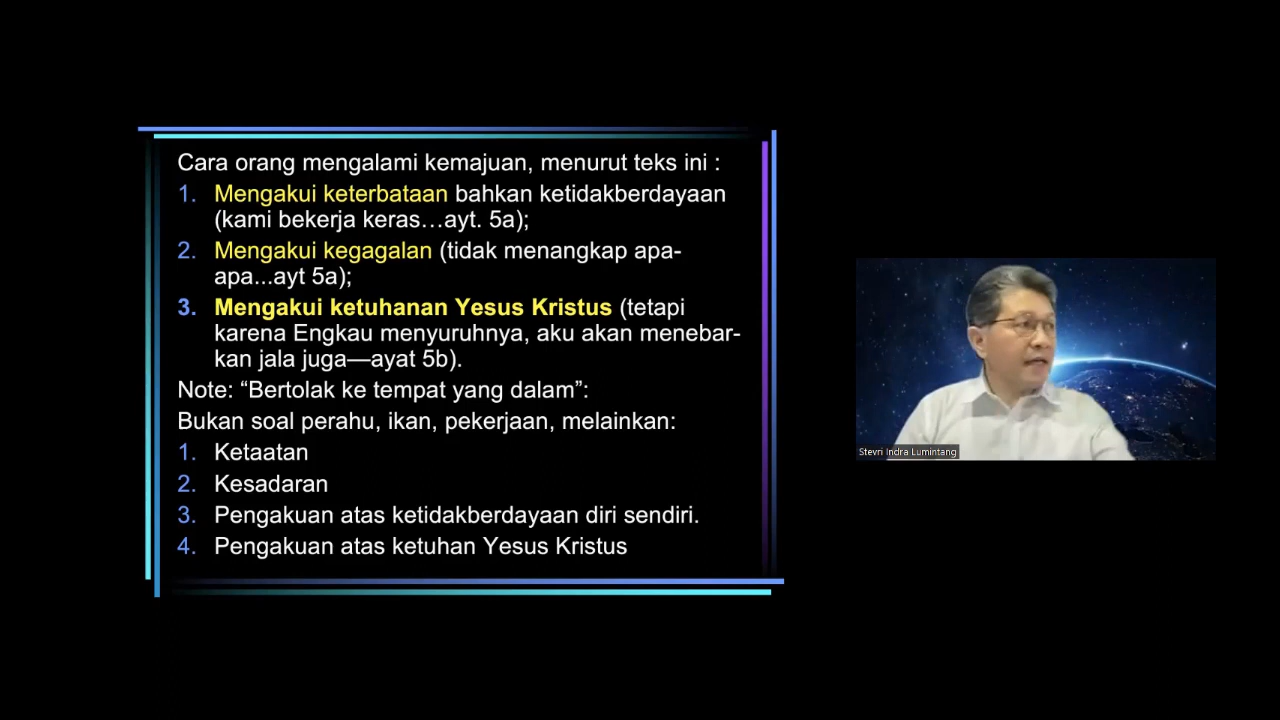 Cara orang mengalami kemajuan, menurut teks ini :
1. Mengakui keterbataan bahkan ketidakberdayaan
(kami bekerja keras…ayt. 5a);
2. Mengakui kegagalan (tidak menangkap apa-
apa...ayt 5a);
3. Mengakui ketuhanan Yesus Kristus (tetapi
karena Engkau menyuruhnya, aku akan menebar-
kan jala juga—ayat 5b).
Note: “Bertolak ke tempat yang dalam”:
Bukan soal perahu, ikan, pekerjaan, melainkan:
1. Ketaatan
2. Kesadaran
3. Pengakuan atas ketidakberdayaan diri sendiri.
4. Pengakuan atas ketuhan Yesus Kristus
Stevri Indra Lumintang